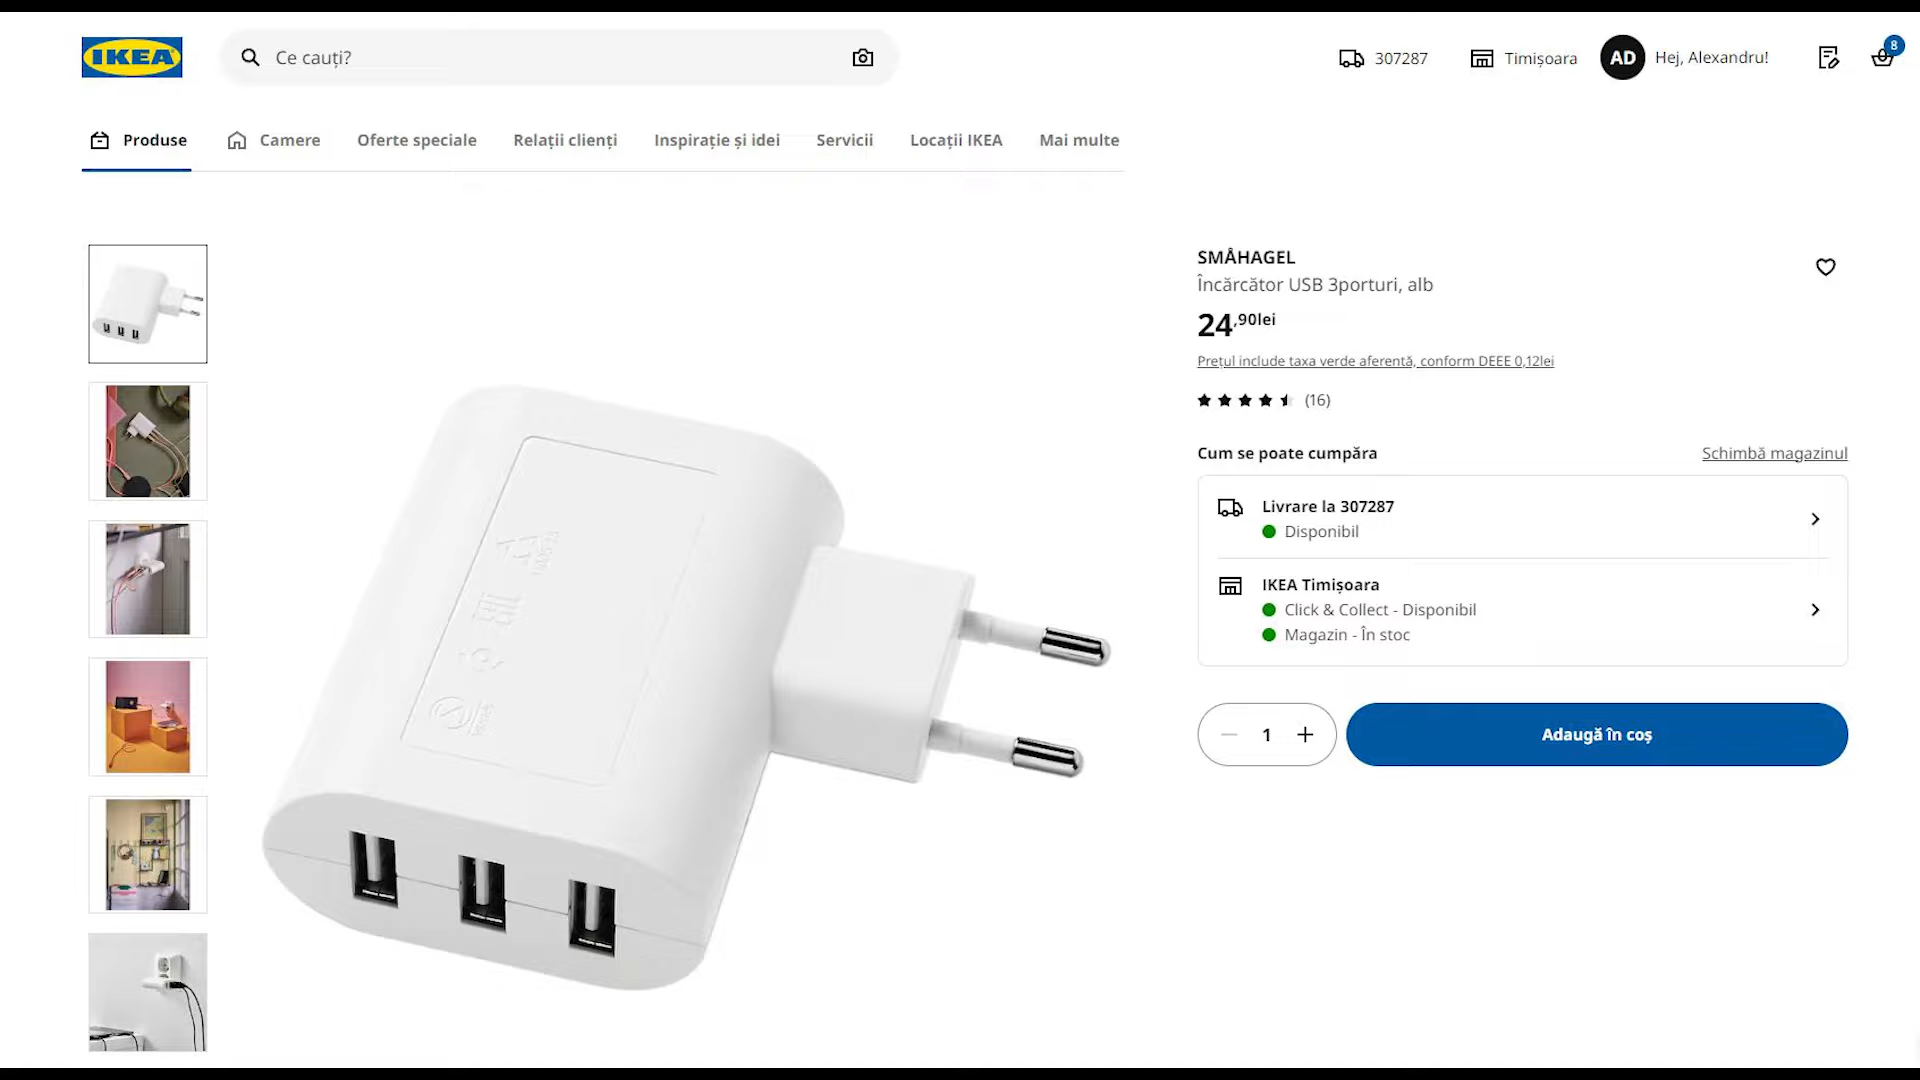 IKEA
Ce cauți?
307287
Timișoara
AD
Hej, Alexandru!
8
Produse
Camere
Oferte speciale
Relații clienți
Inspirație și idei
Servicii
Locații IKEA
Mai multe
SMÅHAGEL
Încărcător USB 3porturi, alb
24,90lei
Prețul include taxa verde aferentă, conform DEEE 0,12lei
(16)
Cum se poate cumpăra
Schimbă magazinul
Livrare la 307287
Disponibil
IKEA Timișoara
Click & Collect - Disponibil
Magazin - În stoc
1
Adaugă în coș